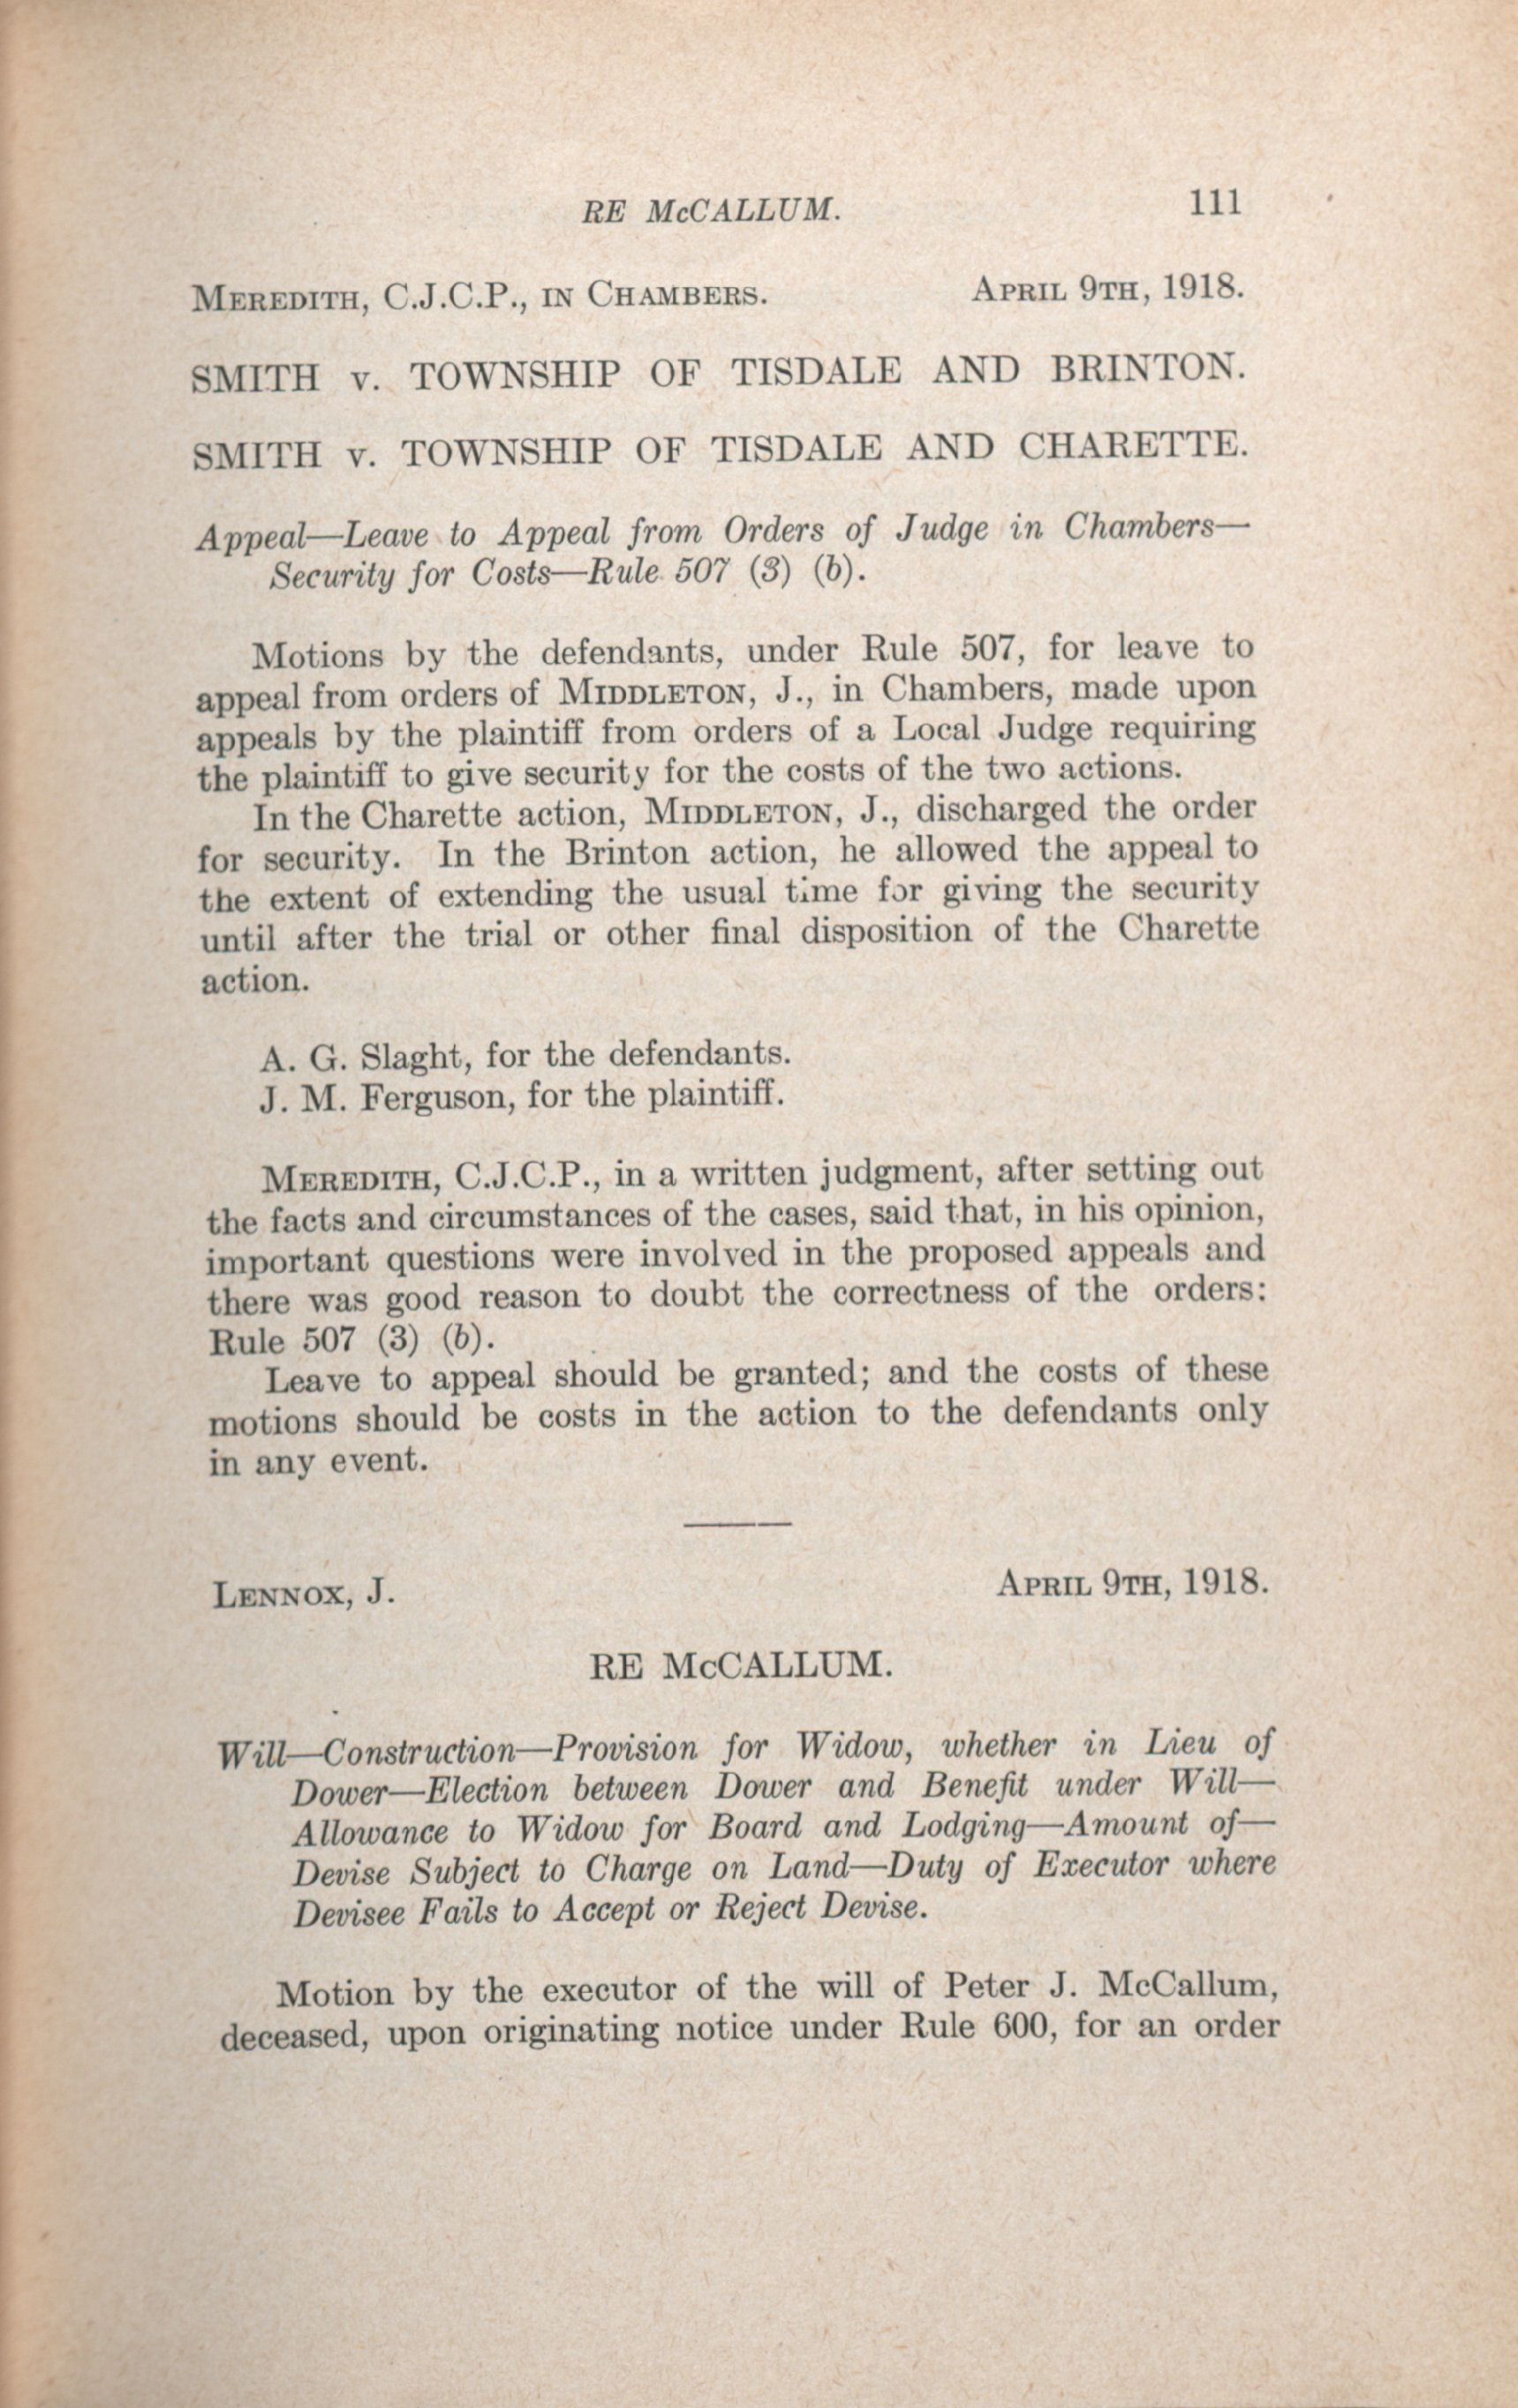 RE McCALLUM.
111
MEREDITH, C.J.C.P., IN CHAMBERS.
APRIL 9TH, 1918.
SMITH v. TOWNSHIP OF TISDALE AND BRINTON.
SMITH v. TOWNSHIP OF TISDALE AND CHARETTE.
Appeal—Leave to Appeal from Orders of Judge in Chambers—
Security for Costs—Rule 507 (3) (b).
Motions by the defendants, under Rule 507, for leave to
appeal from orders of MIDDLETON, J., in Chambers, made upon
appeals by the plaintiff from orders of a Local Judge requiring
the plaintiff to give security for the costs of the two actions.
In the Charette action, MIDDLETON, J., discharged the order
for security. In the Brinton action, he allowed the appeal to
the extent of extending the usual time for giving the security
until after the trial or other final disposition of the Charette
action.
A. G. Slaght, for the defendants.
J. M. Ferguson, for the plaintiff.
MEREDITH, C.J.C.P., in a written judgment, after setting out
the facts and circumstances of the cases, said that, in his opinion,
important questions were involved in the proposed appeals and
there was good reason to doubt the correctness of the orders:
Rule 507 (3) (b).
Leave to appeal should be granted; and the costs of these
motions should be costs in the action to the defendants only
in any event.
LENNOX, J.
APRIL 9TH, 1918.
RE McCALLUM.
Will—Construction—Provision for Widow, whether in Lieu of
Dower—Election between Dower and Benefit under Will—
Allowance to Widow for Board and Lodging—Amount of—
Devise Subject to Charge on Land—Duty of Executor where
Devisee Fails to Accept or Reject Devise.
Motion by the executor of the will of Peter J. McCallum,
deceased, upon originating notice under Rule 600, for an order